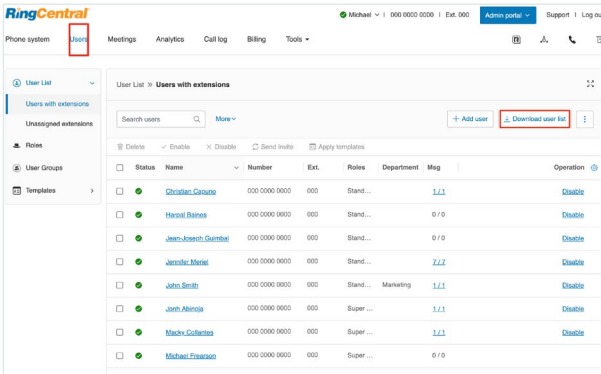 RingCentral
Michael | 000 0000 0000 | Ext. 000 Admin portal Support | Log ou
Phone system Users Meetings Analytics Call log Billing Tools
User List
Users with extensions
Unassigned extensions
Roles
User Groups
Templates
User List » Users with extensions
Search users More + Add user Download user list
Delete Enable Disable Send Invite Apply templates
Status Name Number Ext. Roles Department Msg Operation
Christian Capuno 000 0000 0000 000 Stand... 1 / 1 Disable
Harpal Baines 000 0000 0000 000 Stand... 0 / 0 Disable
Jean-Joseph Guimbal 000 0000 0000 000 Stand... 0 / 0 Disable
Jennifer Meriel 000 0000 0000 000 Stand... 7 / 7 Disable
John Smith 000 0000 0000 000 Stand... Marketing 1 / 1 Disable
Jonh Abinoja 000 0000 0000 000 Super ... 1 / 1 Disable
Macky Collantes 000 0000 0000 000 Super ... 1 / 1 Disable
Michael Frearson 000 0000 0000 000 Super ... 0 / 0